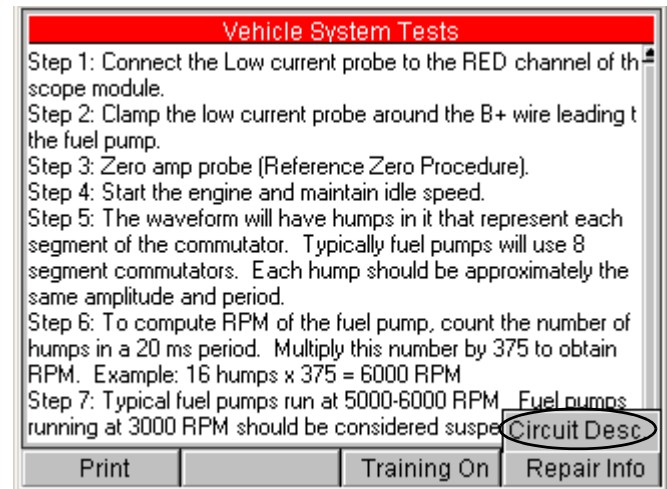 Vehicle System Tests
Step 1: Connect the Low current probe to the RED channel of th
scope module.
Step 2: Clamp the low current probe around the B+ wire leading t
the fuel pump.
Step 3: Zero amp probe (Reference Zero Procedure).
Step 4: Start the engine and maintain idle speed.
Step 5: The waveform will have humps in it that represent each
segment of the commutator. Typically fuel pumps will use 8
segment commutators. Each hump should be approximately the
same amplitude and period.
Step 6: To compute RPM of the fuel pump, count the number of
humps in a 20 ms period. Multiply this number by 375 to obtain
RPM. Example: 16 humps x 375 = 6000 RPM
Step 7: Typical fuel pumps run at 5000-6000 RPM Fuel pumps
running at 3000 RPM should be considered suspe
Circuit Desc
Print Training On Repair Info